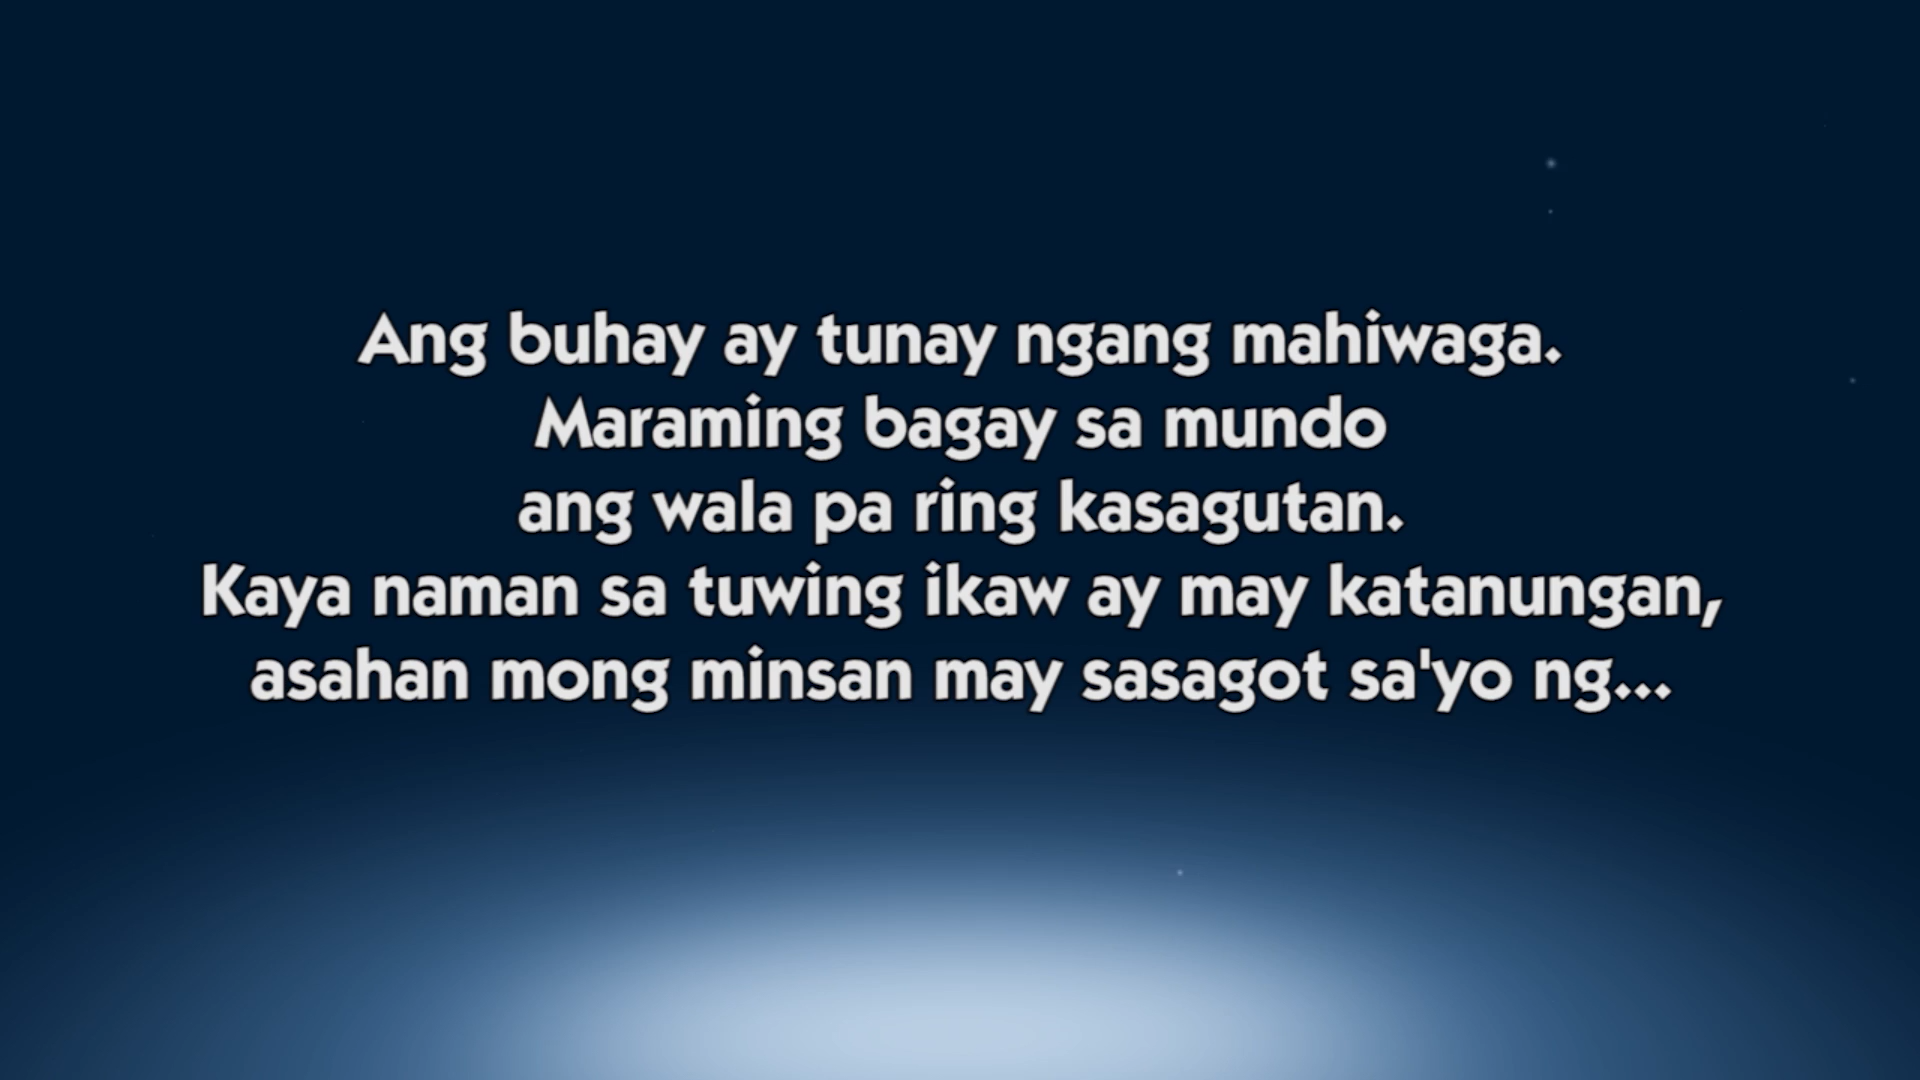 Ang buhay ay tunay ngang mahiwaga.
Maraming bagay sa mundo
ang wala pa ring kasagutan.
Kaya naman sa tuwing ikaw ay may katanungan,
asahan mong minsan may sasagot sa'yo ng...